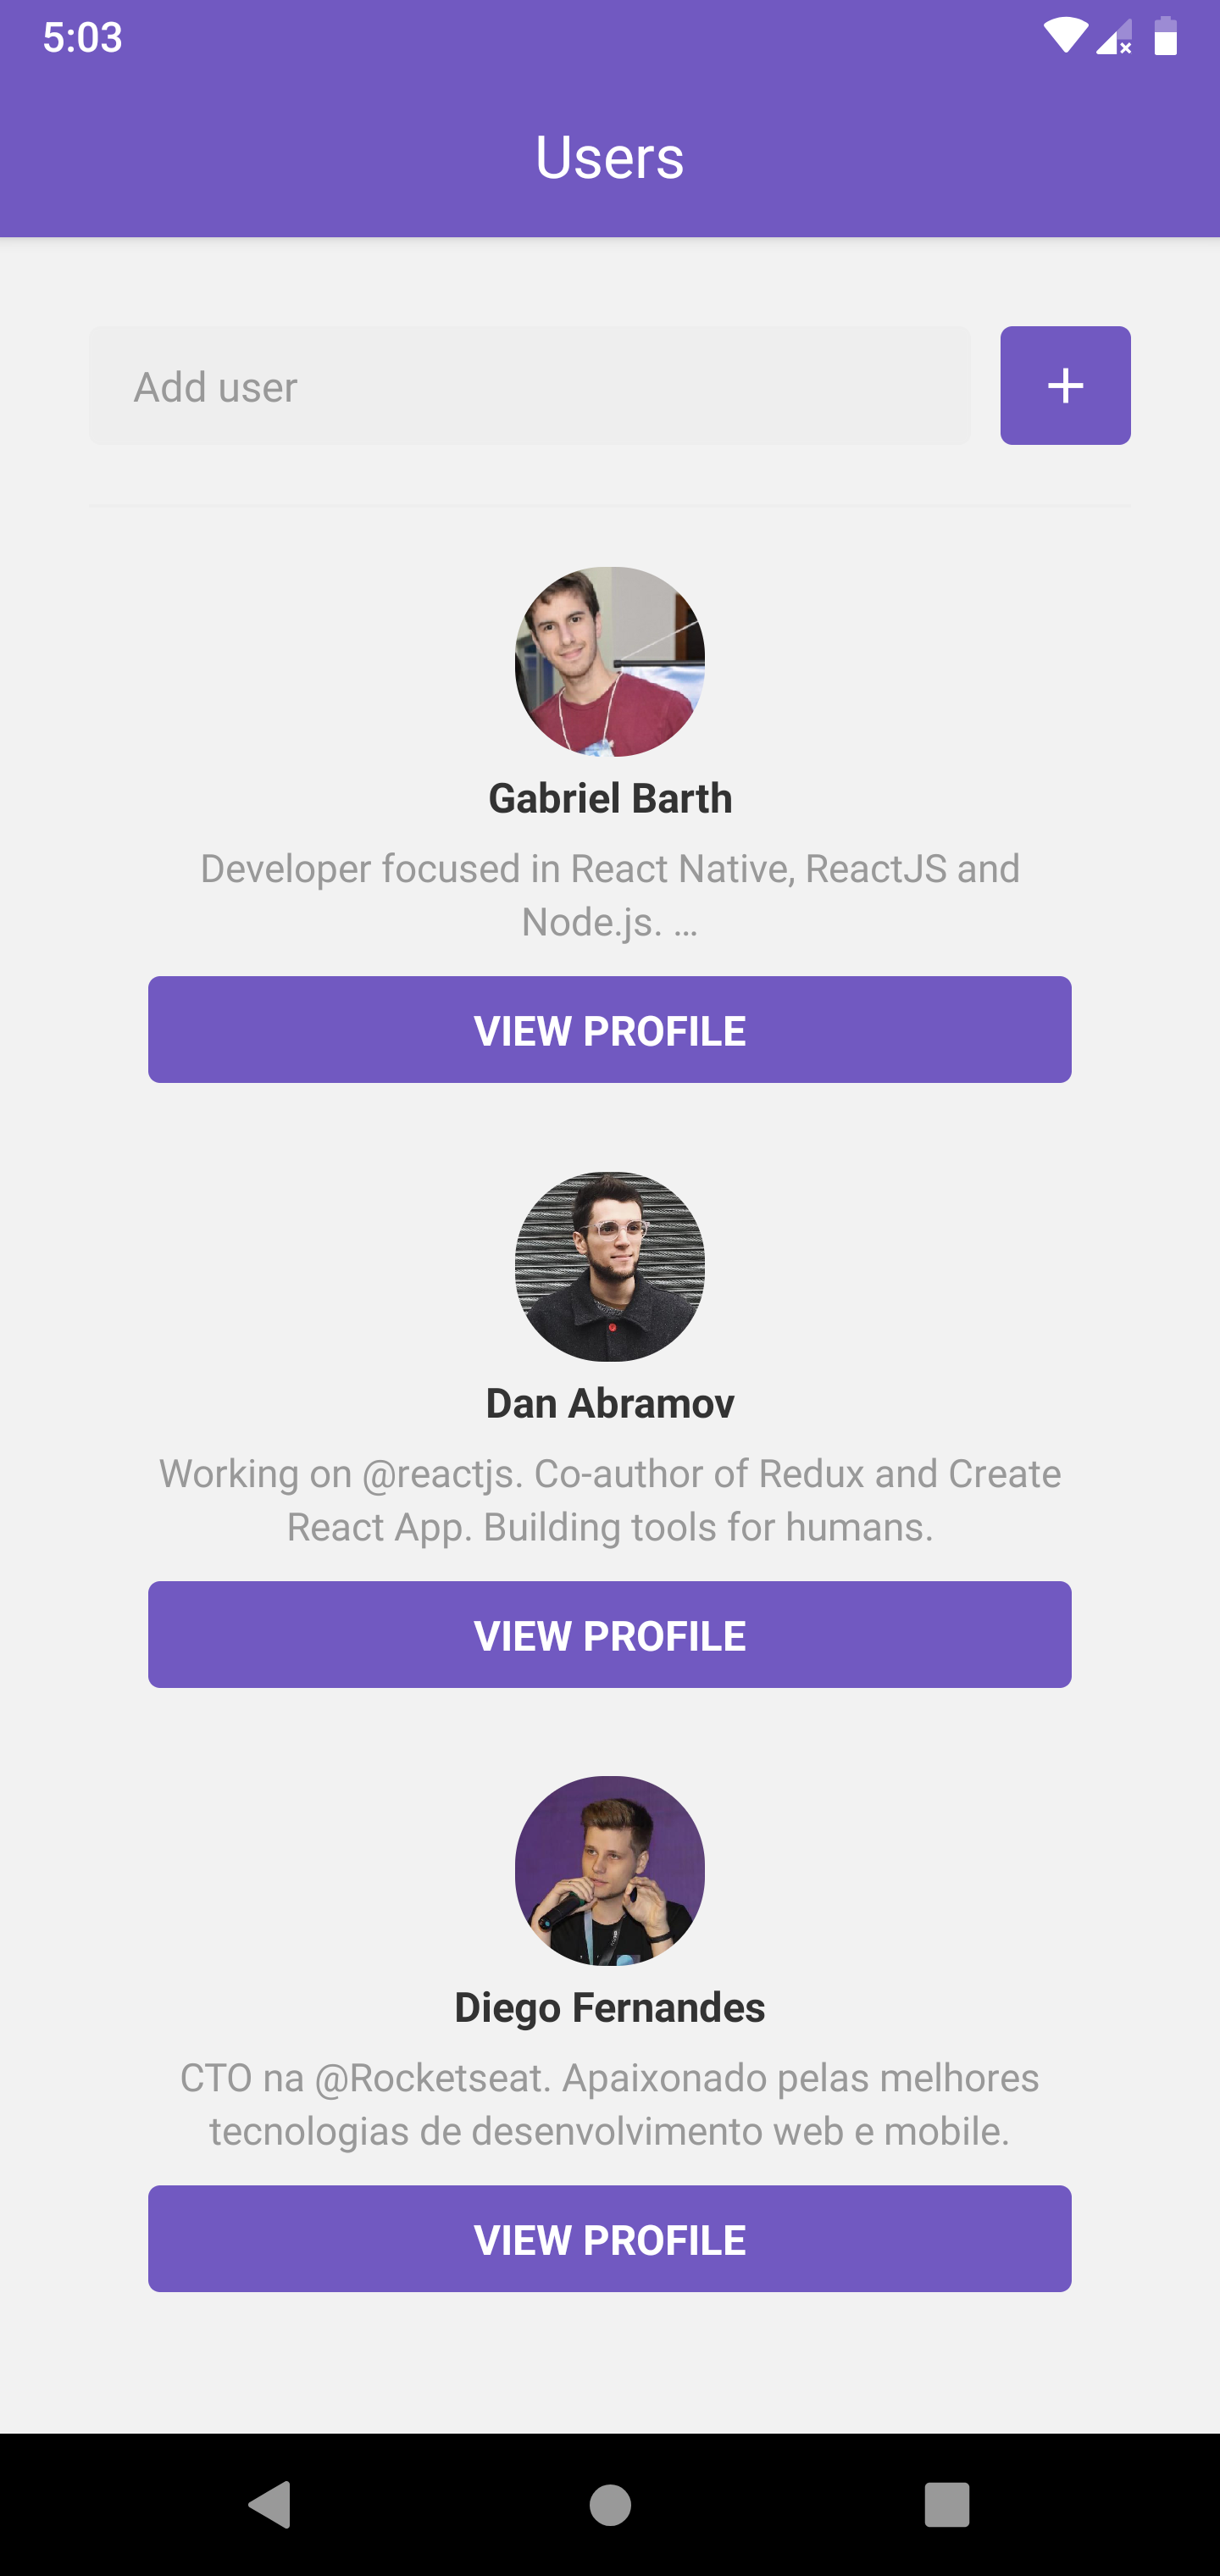 5:03
Users
Add user
+
Gabriel Barth
Developer focused in React Native, ReactJS and
Node.js. ...
VIEW PROFILE
Dan Abramov
Working on @reactjs. Co-author of Redux and Create
React App. Building tools for humans.
VIEW PROFILE
Diego Fernandes
CTO na @Rocketseat. Apaixonado pelas melhores
tecnologias de desenvolvimento web e mobile.
VIEW PROFILE